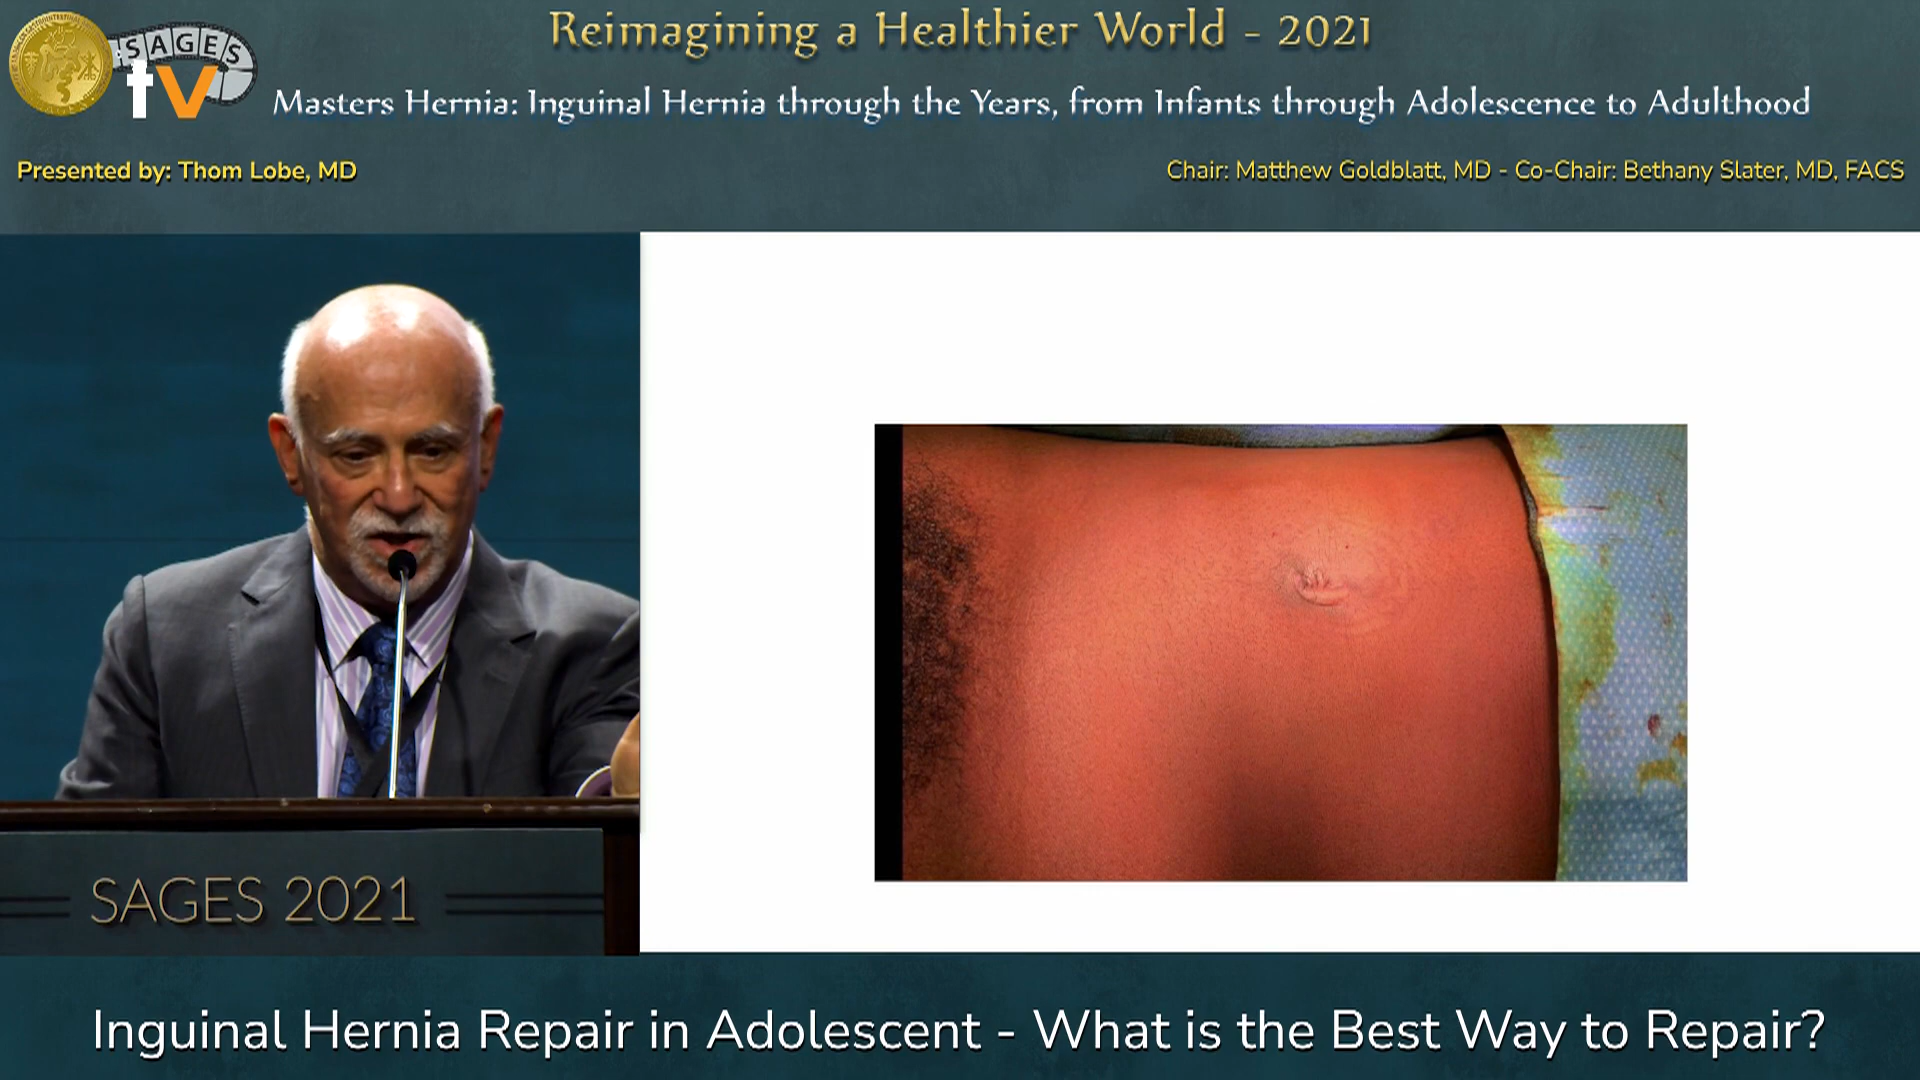 Reimagining a Healthier World - 2021
SAGES
tv
Masters Hernia: Inguinal Hernia through the Years, from Infants through Adolescence to Adulthood
Presented by: Thom Lobe, MD
Chair: Matthew Goldblatt, MD - Co-Chair: Bethany Slater, MD, FACS
SAGES 2021
Inguinal Hernia Repair in Adolescent - What is the Best Way to Repair?